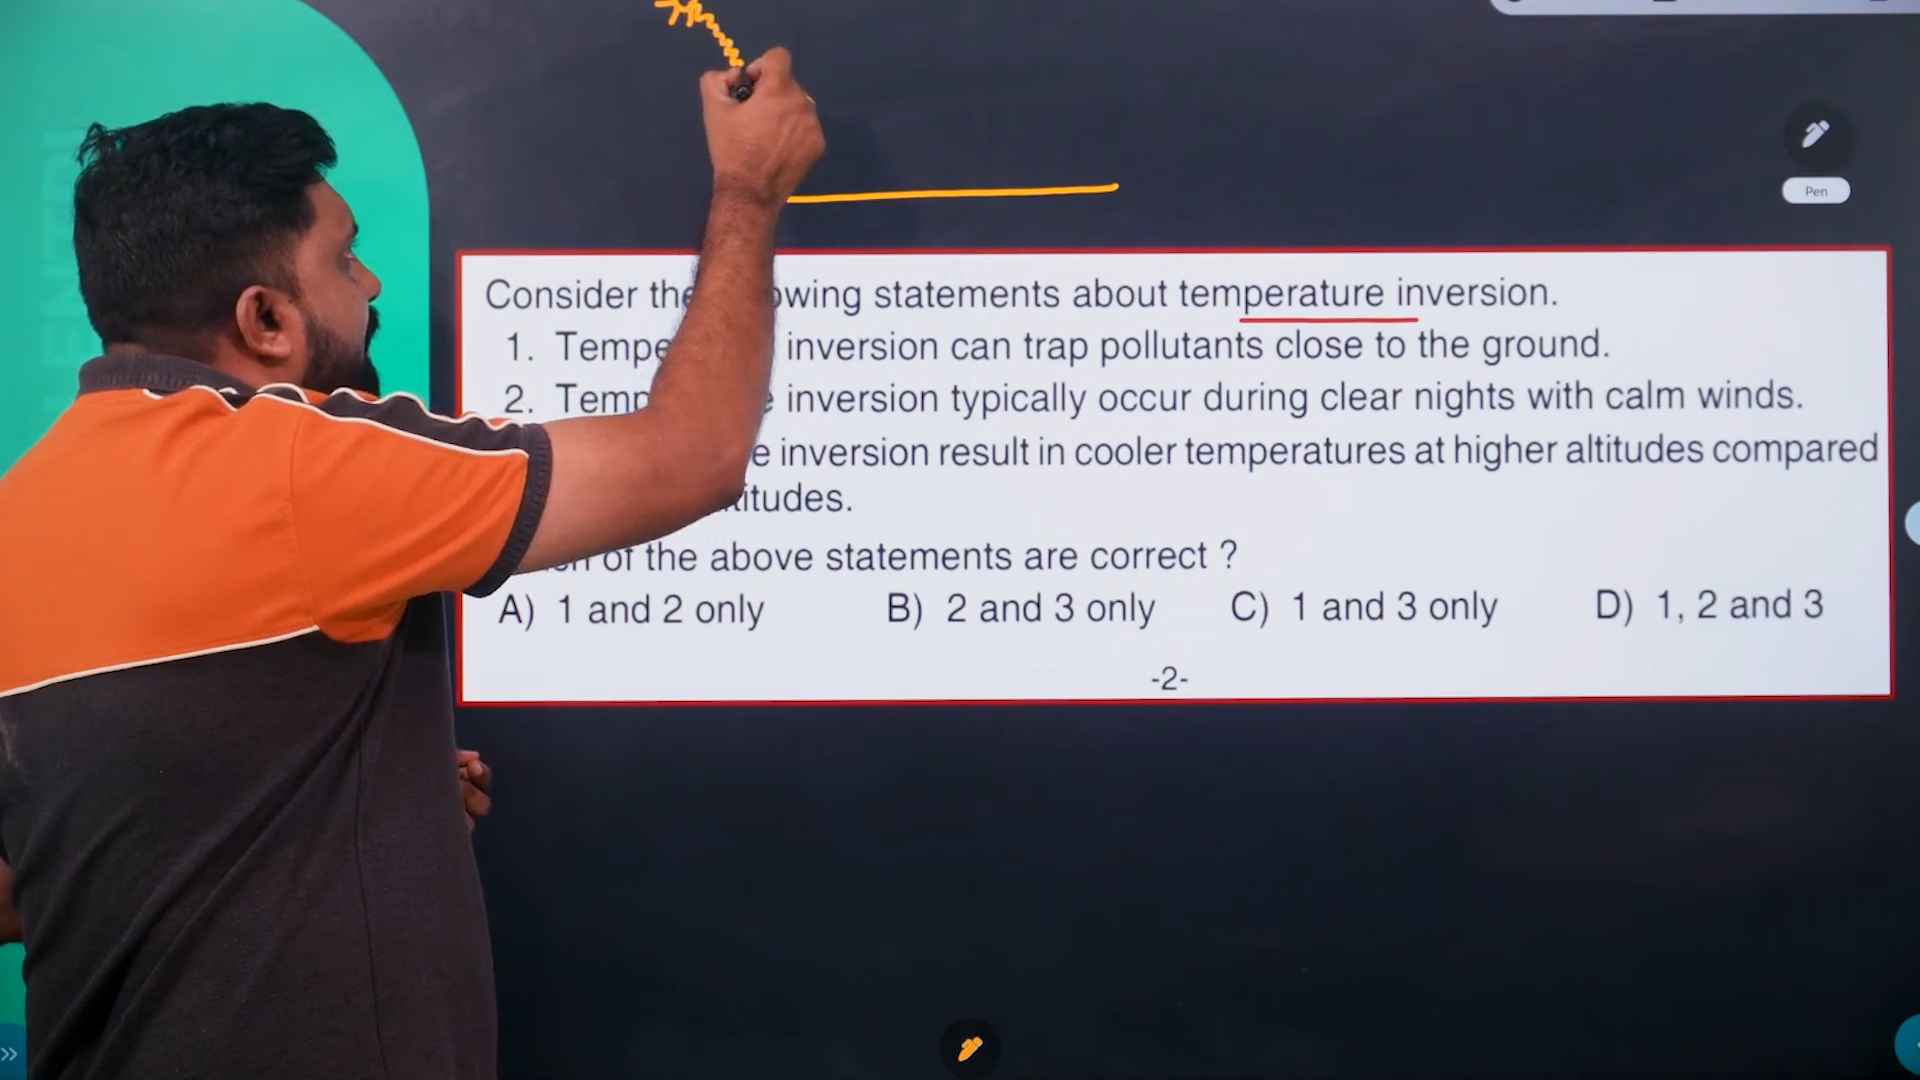 Pen
Consider the owing statements about temperature inversion.
1. Tempe inversion can trap pollutants close to the ground.
2. Temp e inversion typically occur during clear nights with calm winds.
e inversion result in cooler temperatures at higher altitudes compared
titudes.
of the above statements are correct ?
A) 1 and 2 only B) 2 and 3 only C) 1 and 3 only D) 1, 2 and 3
-2-